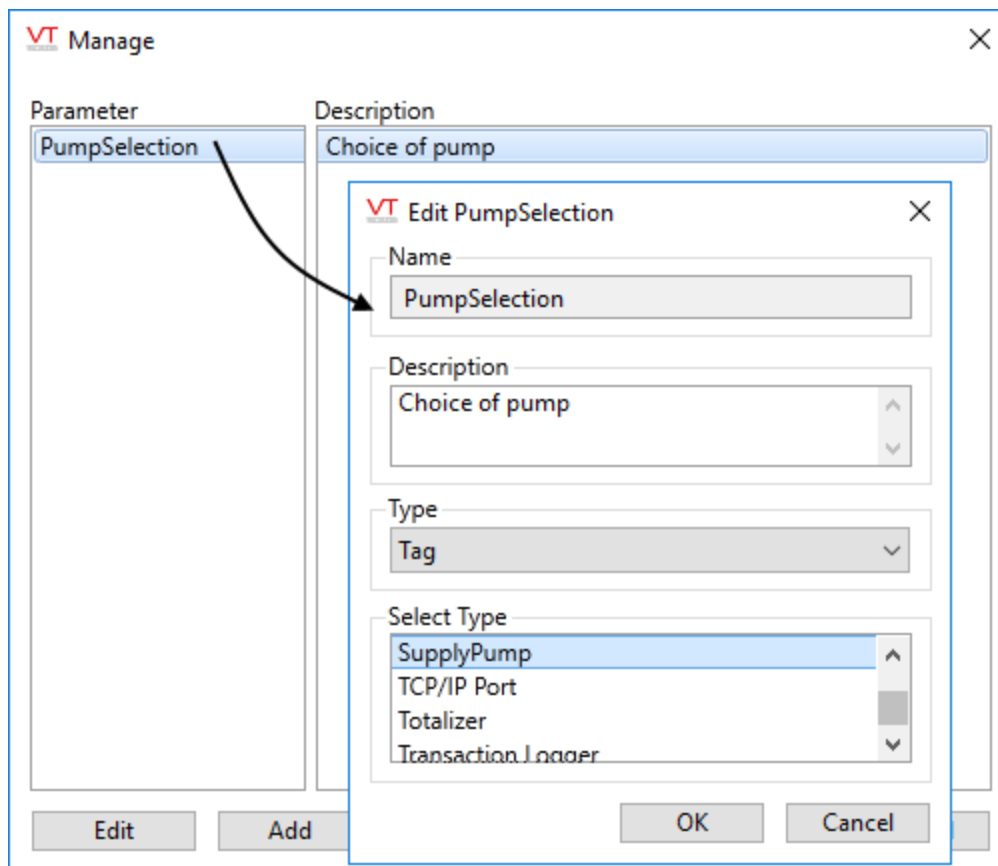 VT Manage
Parameter
Description
PumpSelection
Choice of pump
VT Edit PumpSelection
Name
PumpSelection
Description
Choice of pump
Type
Tag
Select Type
SupplyPump
TCP/IP Port
Totalizer
Transaction Logger
OK
Cancel
Edit
Add